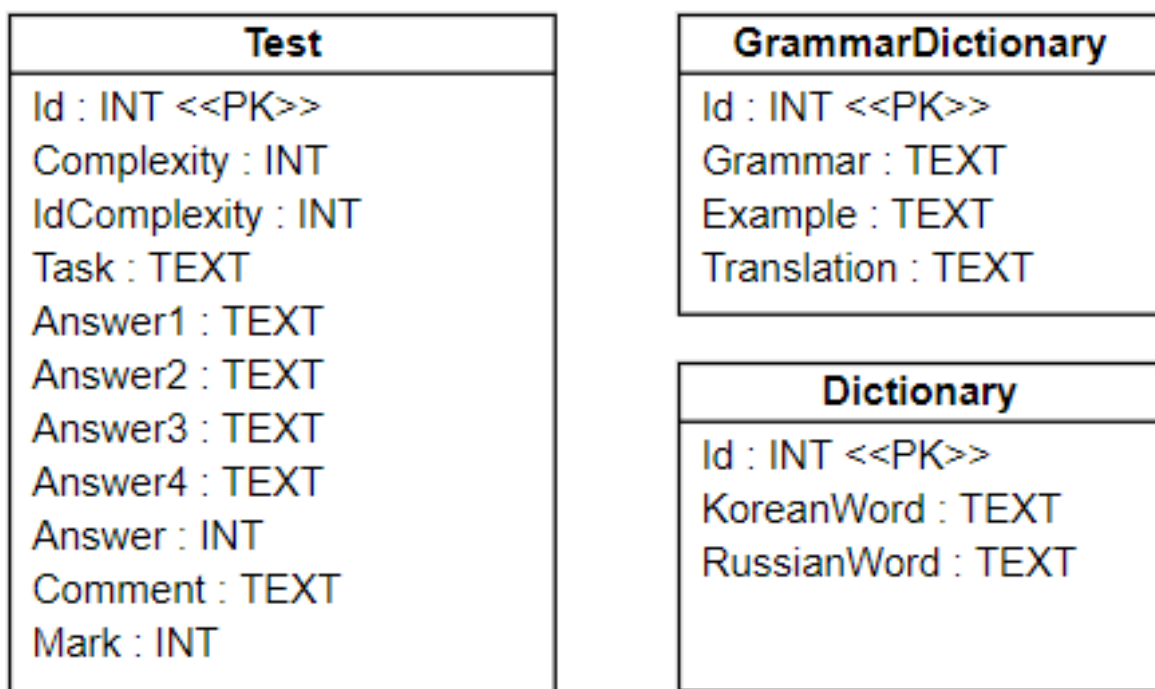 Test
Id : INT <<PK>>
Complexity : INT
IdComplexity : INT
Task : TEXT
Answer1 : TEXT
Answer2 : TEXT
Answer3 : TEXT
Answer4 : TEXT
Answer : INT
Comment : TEXT
Mark : INT
GrammarDictionary
Id : INT <<PK>>
Grammar : TEXT
Example : TEXT
Translation : TEXT
Dictionary
Id : INT <<PK>>
KoreanWord : TEXT
RussianWord : TEXT